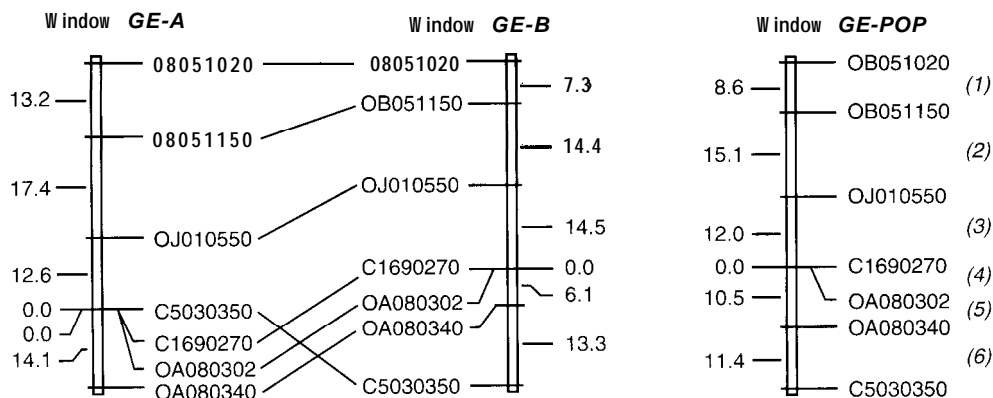 Window GE-A
13.2
17.4
12.6
0.0
0.0
14.1
08051020
08051150
OJ010550
C5030350
C1690270
OA080302
OA080340
Window GE-B
08051020
OB051150
OJ010550
C1690270
OA080302
OA080340
C5030350
7.3
14.4
14.5
0.0
6.1
13.3
Window GE-POP
8.6
15.1
12.0
0.0
10.5
11.4
OB051020
OB051150
OJ010550
C1690270
OA080302
OA080340
C5030350
(1)
(2)
(3)
(4)
(5)
(6)